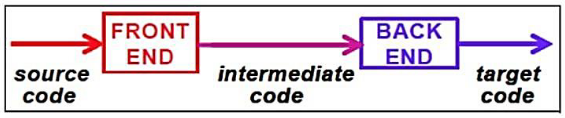 FRONT
END
BACK
END
source
code
intermediate
code
target
code